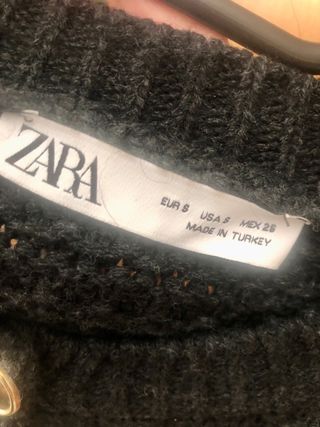 ZARA
EUR S USA S MEX 26
MADE IN TURKEY